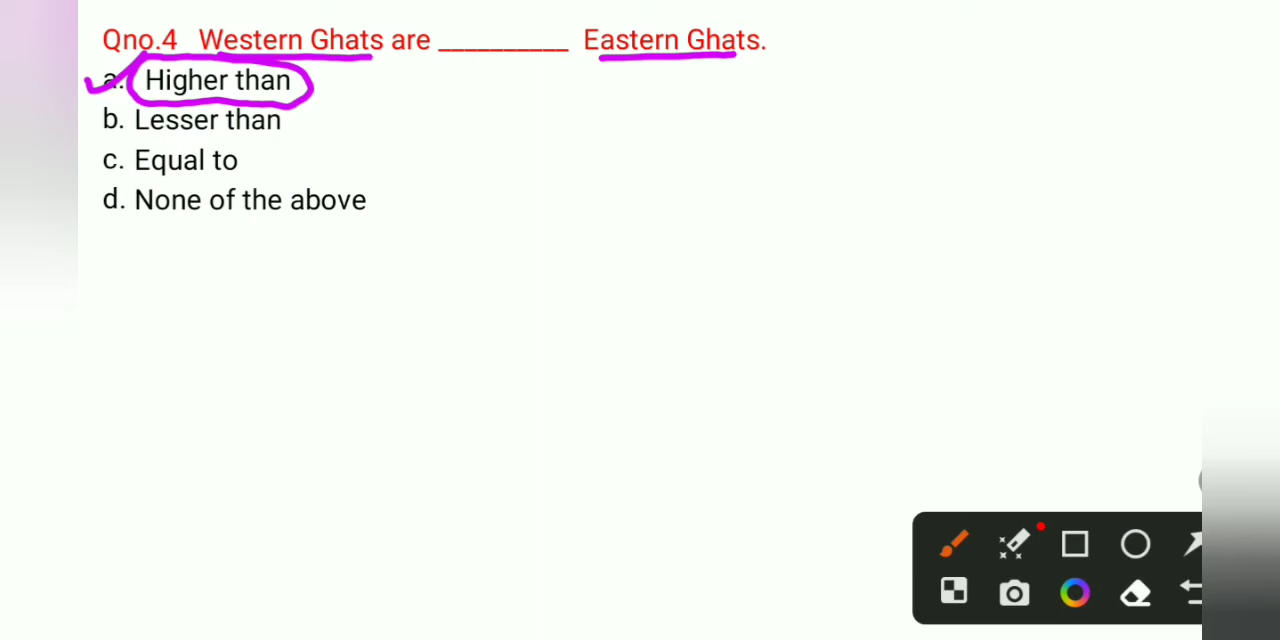 Qno.4 Western Ghats are __________ Eastern Ghats.
a. Higher than
b. Lesser than
c. Equal to
d. None of the above